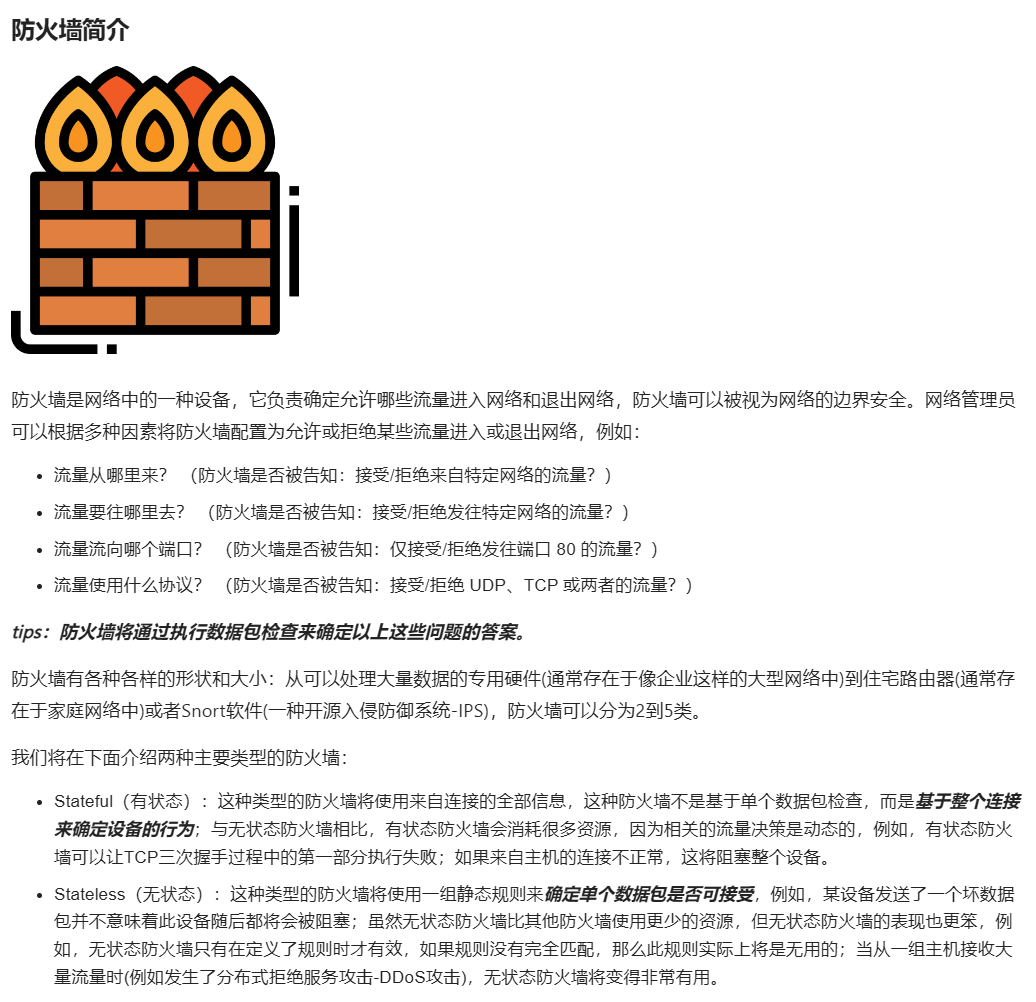 防火墙简介
防火墙是网络中的一种设备，它负责确定允许哪些流量进入网络和退出网络，防火墙可以被视为网络的边界安全。网络管理员
可以根据多种因素将防火墙配置为允许或拒绝某些流量进入或退出网络，例如：
• 流量从哪里来？ （防火墙是否被告知：接受/拒绝来自特定网络的流量？）
• 流量要往哪里去？ （防火墙是否被告知：接受/拒绝发往特定网络的流量？）
• 流量流向哪个端口？ （防火墙是否被告知：仅接受/拒绝发往端口 80 的流量？）
• 流量使用什么协议？ （防火墙是否被告知：接受/拒绝 UDP、TCP 或两者的流量？）
tips：防火墙将通过执行数据包检查来确定以上这些问题的答案。
防火墙有各种各样的形状和大小：从可以处理大量数据的专用硬件(通常存在于像企业这样的大型网络中)到住宅路由器(通常存
在于家庭网络中)或者Snort软件(一种开源入侵防御系统-IPS)，防火墙可以分为2到5类。
我们将在下面介绍两种主要类型的防火墙：
• Stateful（有状态）：这种类型的防火墙将使用来自连接的全部信息，这种防火墙不是基于单个数据包检查，而是基于整个连接
来确定设备的行为；与无状态防火墙相比，有状态防火墙会消耗很多资源，因为相关的流量决策是动态的，例如，有状态防火
墙可以让TCP三次握手过程中的第一部分执行失败；如果来自主机的连接不正常，这将阻塞整个设备。
• Stateless（无状态）：这种类型的防火墙将使用一组静态规则来确定单个数据包是否可接受，例如，某设备发送了一个坏数据
包并不意味着此设备随后都将会被阻塞；虽然无状态防火墙比其他防火墙使用更少的资源，但无状态防火墙的表现也更笨，例
如，无状态防火墙只有在定义了规则时才有效，如果规则没有完全匹配，那么此规则实际上将是无用的；当从一组主机接收大
量流量时(例如发生了分布式拒绝服务攻击-DDoS攻击)，无状态防火墙将变得非常有用。